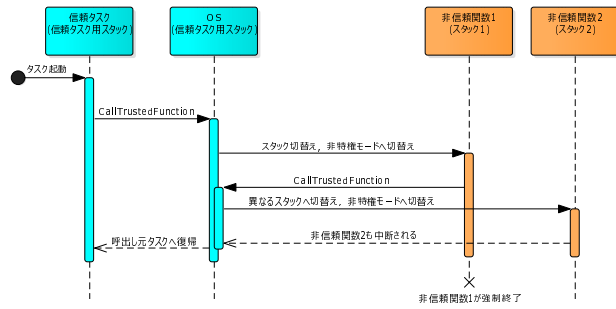 信頼タスク
(信頼タスク用スタック)
OS
(信頼タスク用スタック)
非信頼関数1
(スタック1)
非信頼関数2
(スタック2)
タスク起動
CallTrustedFunction
スタック切替え，非特権モードへ切替え
CallTrustedFunction
異なるスタックへ切替え，非特権モードへ切替え
非信頼関数2も中断される
呼出し元タスクへ復帰
非信頼関数1が強制終了